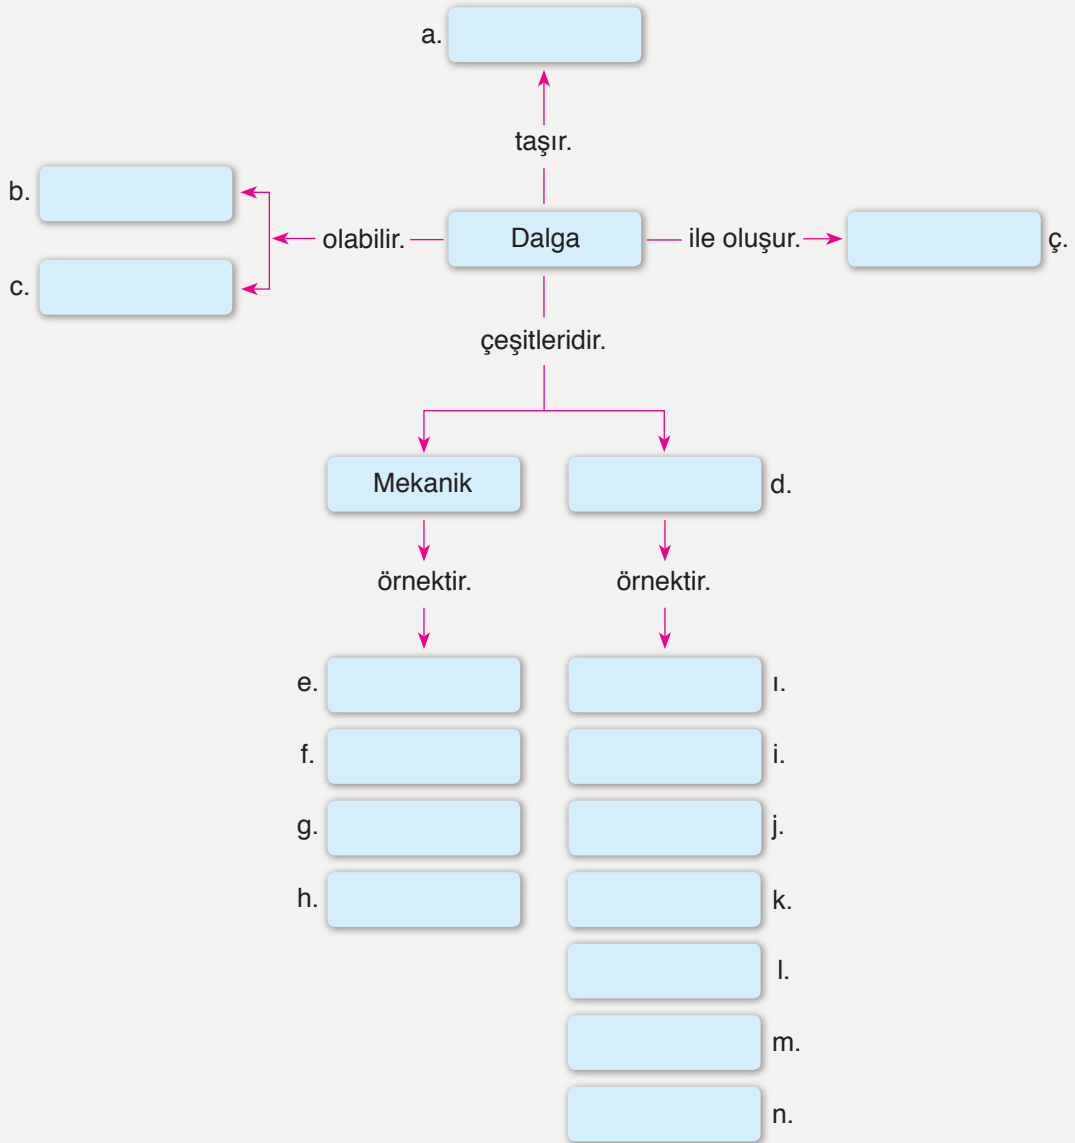 a.
taşır.
b.
olabilir.
Dalga
ile oluşur.
ç.
c.
çeşitleridir.
Mekanik
d.
örnektir.
örnektir.
e.
ı.
f.
i.
g.
j.
h.
k.
l.
m.
n.